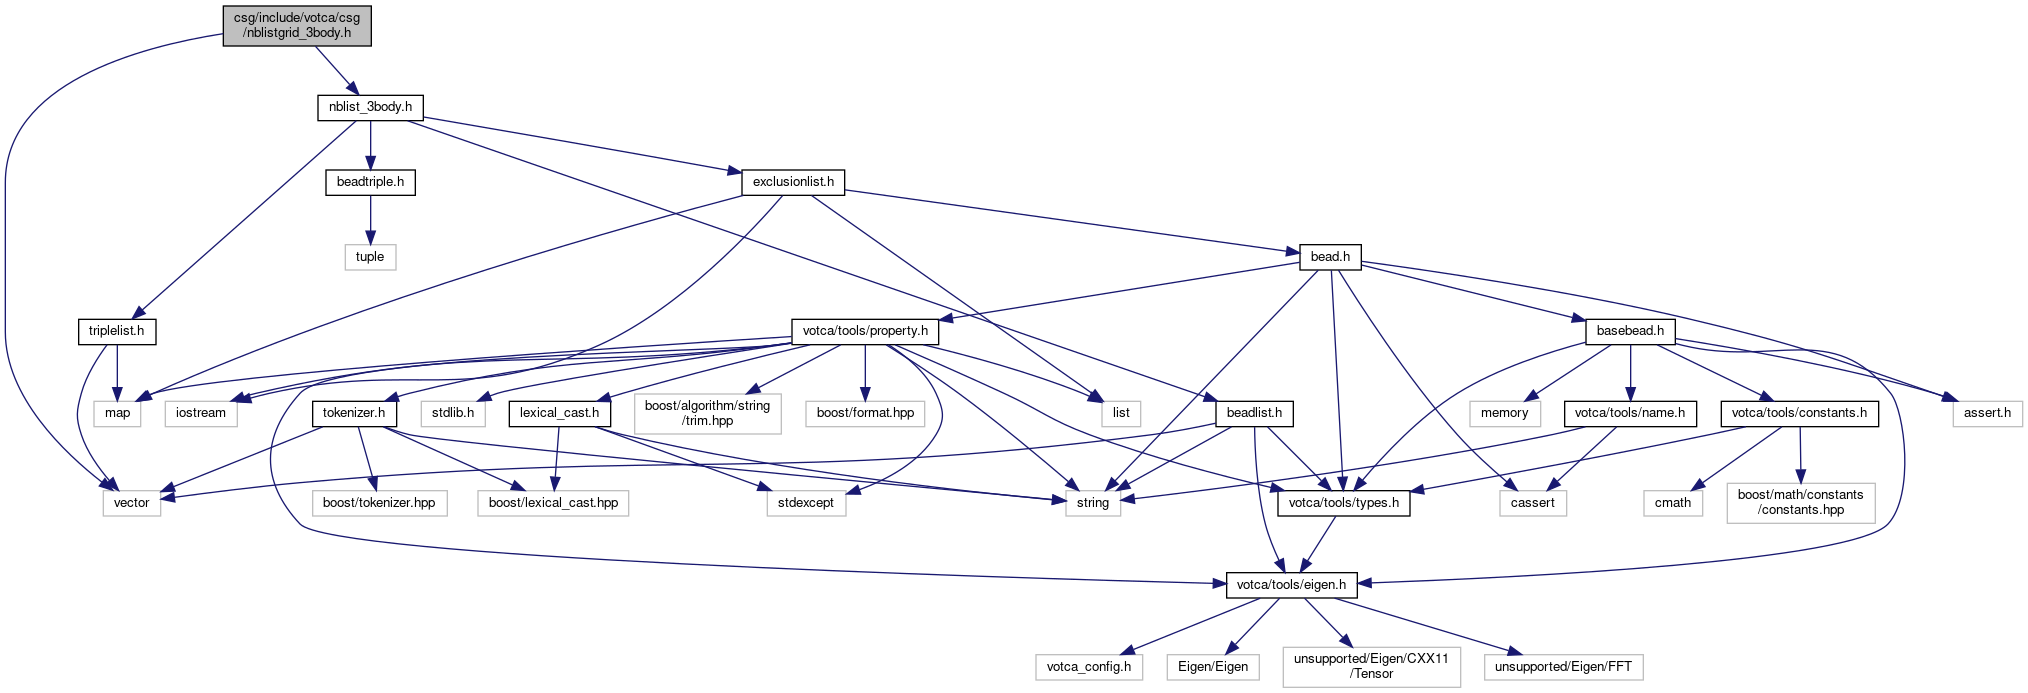 csg/include/votca/csg
/nblistgrid_3body.h
nblist_3body.h
beadtriple.h
exclusionlist.h
tuple
bead.h
triplelist.h
votca/tools/property.h
basebead.h
map
iostream
tokenizer.h
stdlib.h
lexical_cast.h
boost/algorithm/string
/trim.hpp
boost/format.hpp
list
beadlist.h
memory
votca/tools/name.h
votca/tools/constants.h
assert.h
vector
boost/tokenizer.hpp
boost/lexical_cast.hpp
stdexcept
string
votca/tools/types.h
cassert
cmath
boost/math/constants
/constants.hpp
votca/tools/eigen.h
votca_config.h
Eigen/Eigen
unsupported/Eigen/CXX11
/Tensor
unsupported/Eigen/FFT